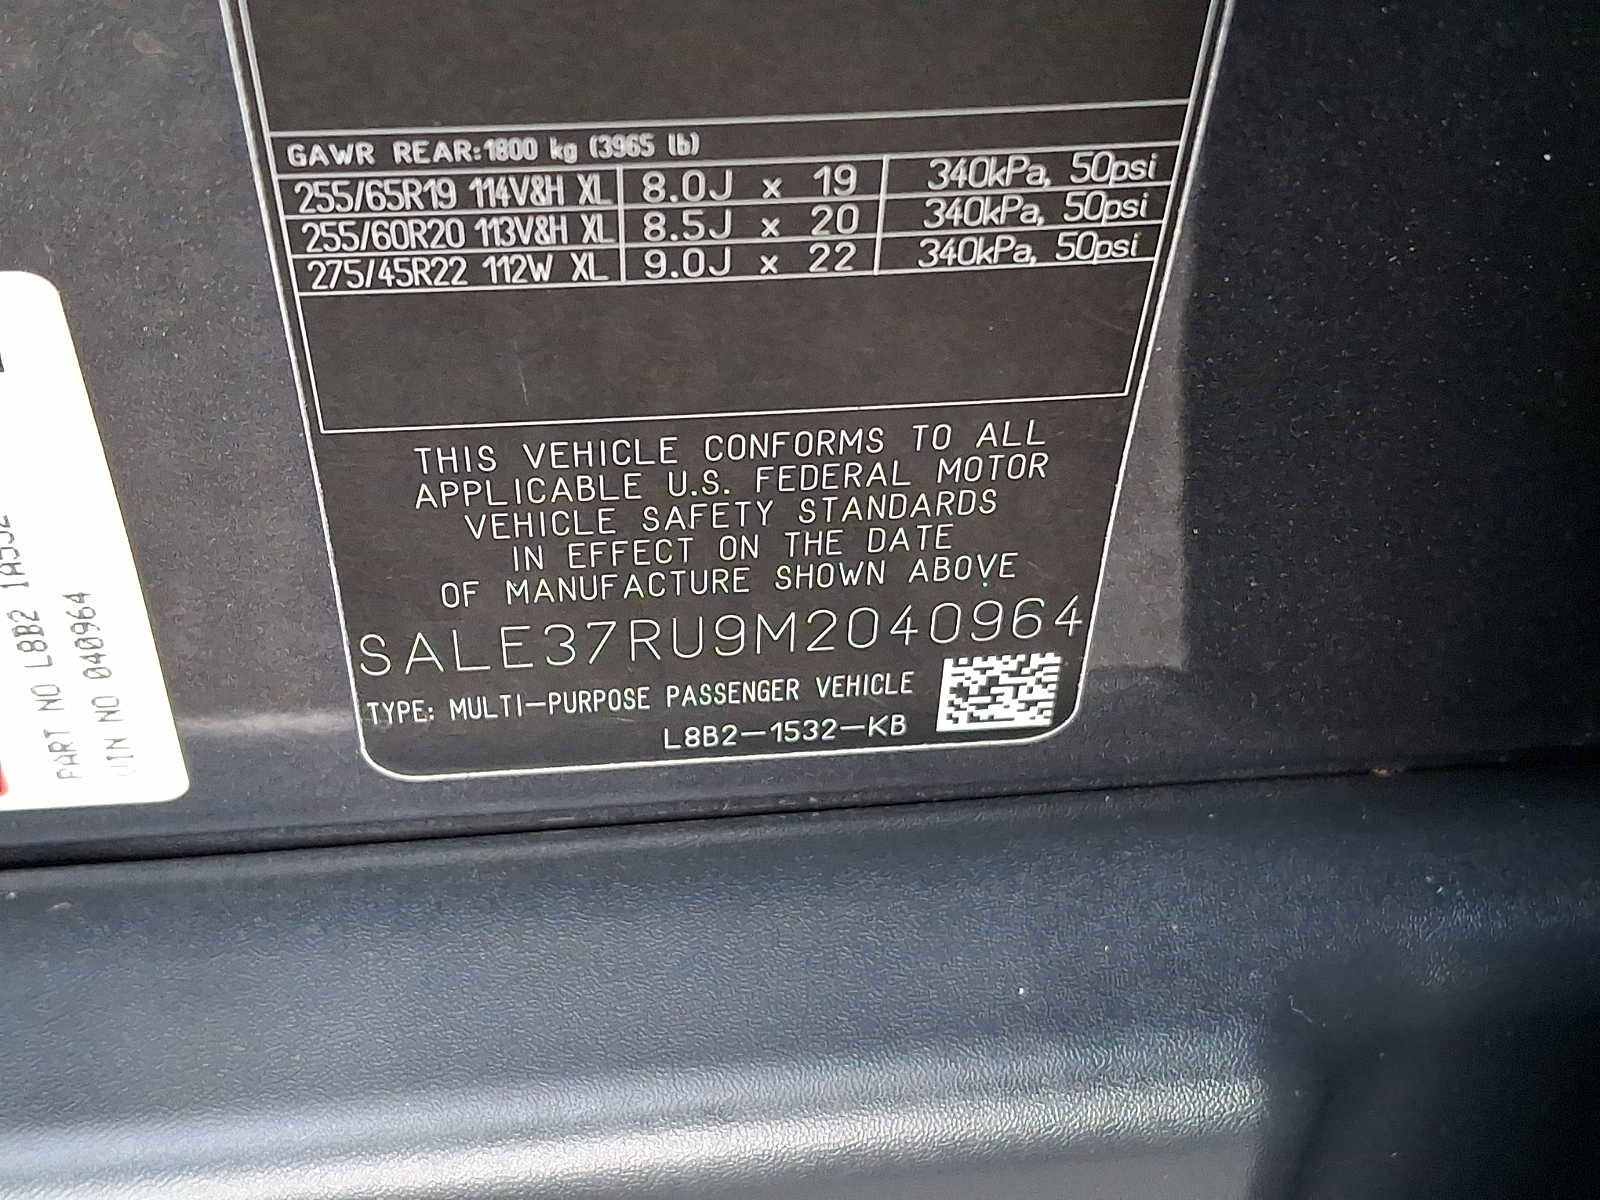 GAWR REAR:1800 kg (3965 lb)
255/65R19 114V&H XL 8.0J x 19 340kPa, 50psi
255/60R20 113V&H XL 8.5J x 20 340kPa, 50psi
275/45R22 112W XL 9.0J x 22 340kPa, 50psi
THIS VEHICLE CONFORMS TO ALL
APPLICABLE U.S. FEDERAL MOTOR
VEHICLE SAFETY STANDARDS
IN EFFECT ON THE DATE
OF MANUFACTURE SHOWN ABOVE
SALE37RU9M2040964
TYPE: MULTI-PURPOSE PASSENGER VEHICLE
L8B2-1532-KB
PART NO L8B2
VIN NO 040964